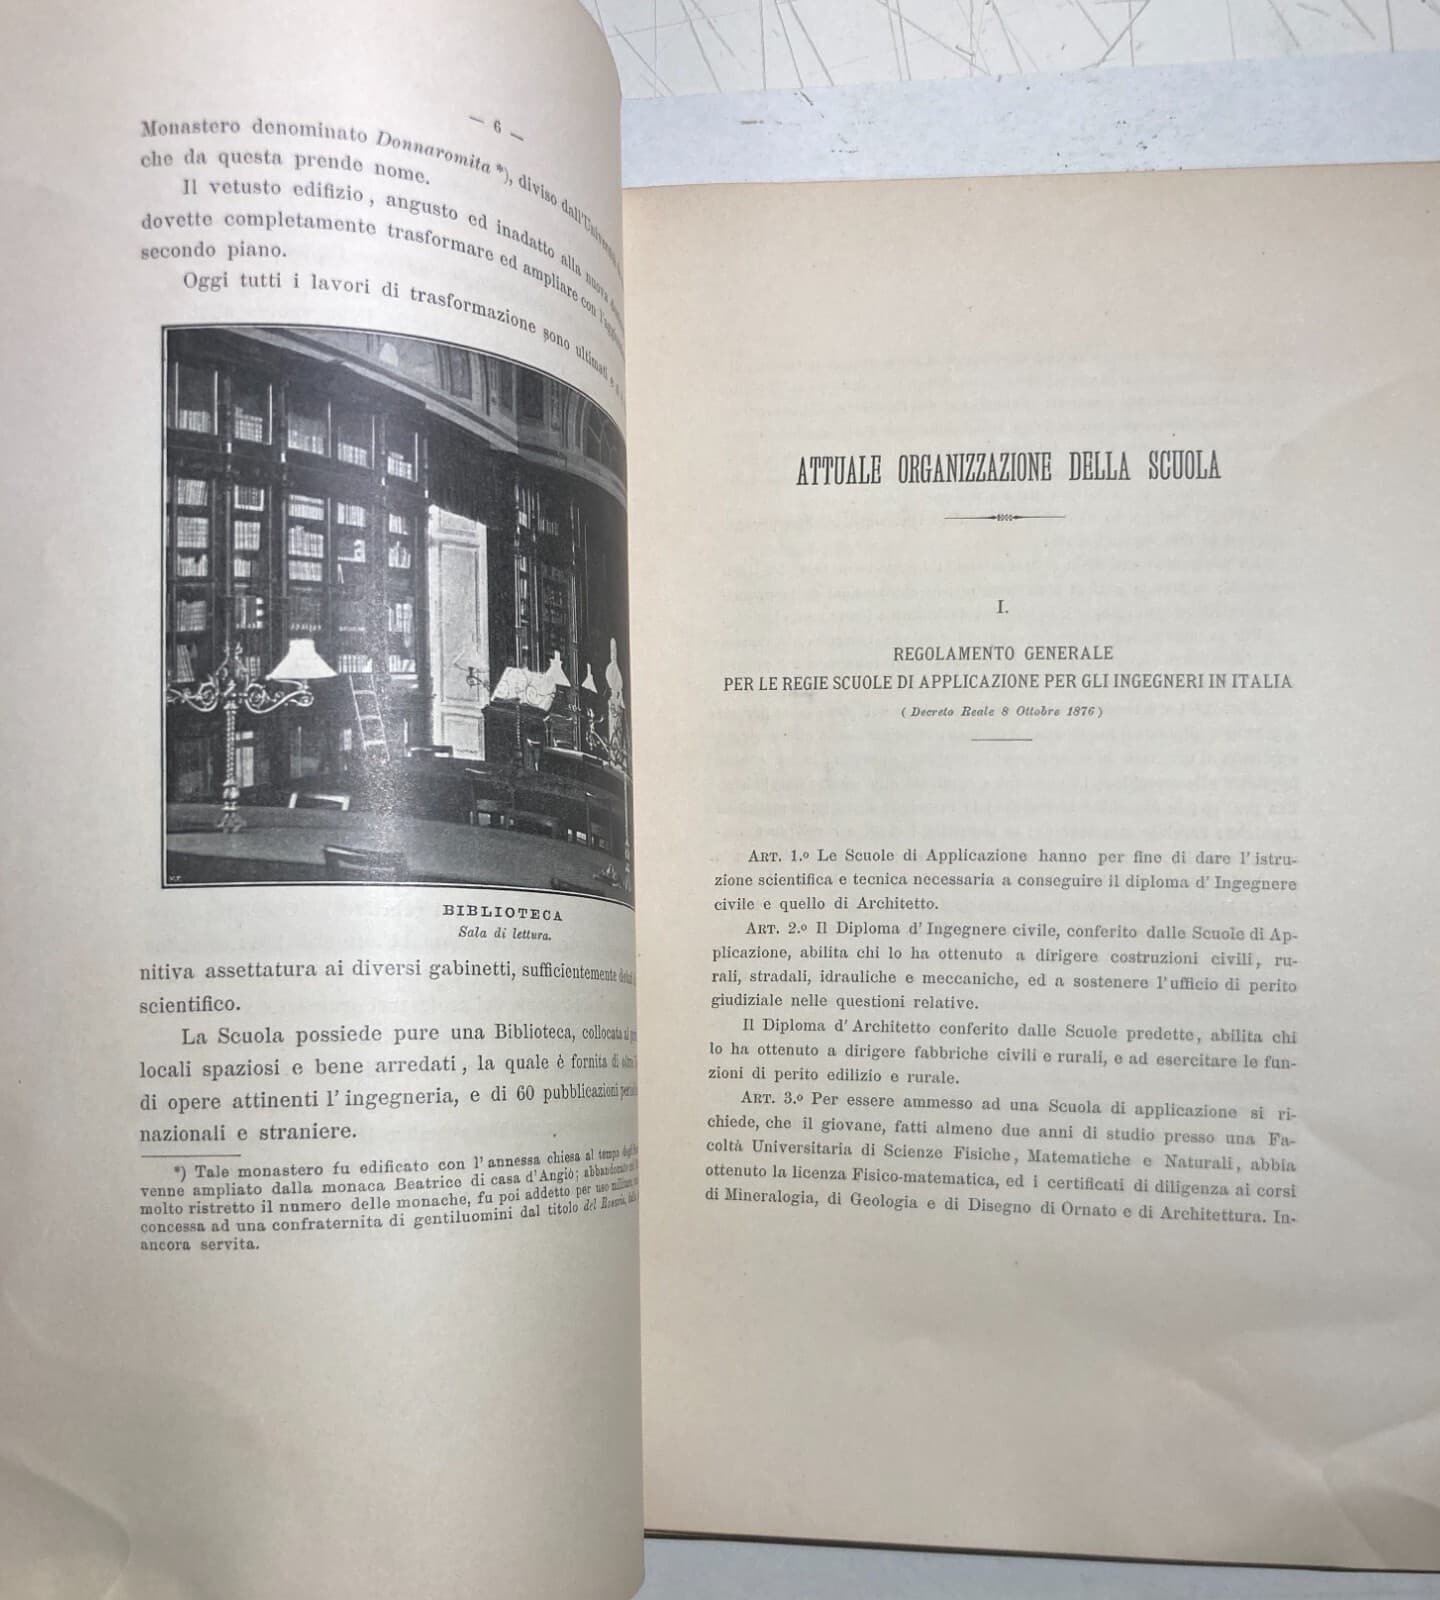 — 6 —
Monastero denominato Donnaromita *), diviso dall'Università
che da questa prende nome.
Il vetusto edifizio, angusto ed inadatto alla nuova
dovette completamente trasformare ed ampliare con
secondo piano.
Oggi tutti i lavori di trasformazione sono ultimati e
BIBLIOTECA
Sala di lettura.
nitiva assettatura ai diversi gabinetti, sufficientemente
scientifico.
La Scuola possiede pure una Biblioteca, collocata
locali spaziosi e bene arredati, la quale è fornita di
di opere attinenti l'ingegneria, e di 60 pubblicazioni
nazionali e straniere.
*) Tale monastero fu edificato con l'annessa chiesa al tempo
venne ampliato dalla monaca Beatrice di casa d'Angiò; abbandonato
molto ristretto il numero delle monache, fu poi addetto per uso
concessa ad una confraternita di gentiluomini dal titolo del
ancora servita.
ATTUALE ORGANIZZAZIONE DELLA SCUOLA
I.
REGOLAMENTO GENERALE
PER LE REGIE SCUOLE DI APPLICAZIONE PER GLI INGEGNERI IN ITALIA
(Decreto Reale 8 Ottobre 1876)
ART. 1.º Le Scuole di Applicazione hanno per fine di dare l'istru-
zione scientifica e tecnica necessaria a conseguire il diploma d'Ingegnere
civile e quello di Architetto.
ART. 2.º Il Diploma d'Ingegnere civile, conferito dalle Scuole di Ap-
plicazione, abilita chi lo ha ottenuto a dirigere costruzioni civili, ru-
rali, stradali, idrauliche e meccaniche, ed a sostenere l'ufficio di perito
giudiziale nelle questioni relative.
Il Diploma d'Architetto conferito dalle Scuole predette, abilita chi
lo ha ottenuto a dirigere fabbriche civili e rurali, e ad esercitare le fun-
zioni di perito edilizio e rurale.
ART. 3.º Per essere ammesso ad una Scuola di applicazione si ri-
chiede, che il giovane, fatti almeno due anni di studio presso una Fa-
coltà Universitaria di Scienze Fisiche, Matematiche e Naturali, abbia
ottenuto la licenza Fisico-matematica, ed i certificati di diligenza ai corsi
di Mineralogia, di Geologia e di Disegno di Ornato e di Architettura. In-